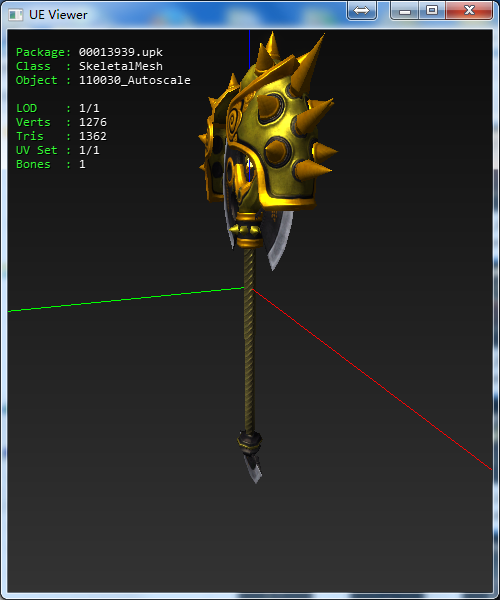 UE Viewer
Package: 00013939.upk
Class : SkeletalMesh
Object : 110030_Autoscale
LOD : 1/1
Verts : 1276
Tris : 1362
UV Set : 1/1
Bones : 1